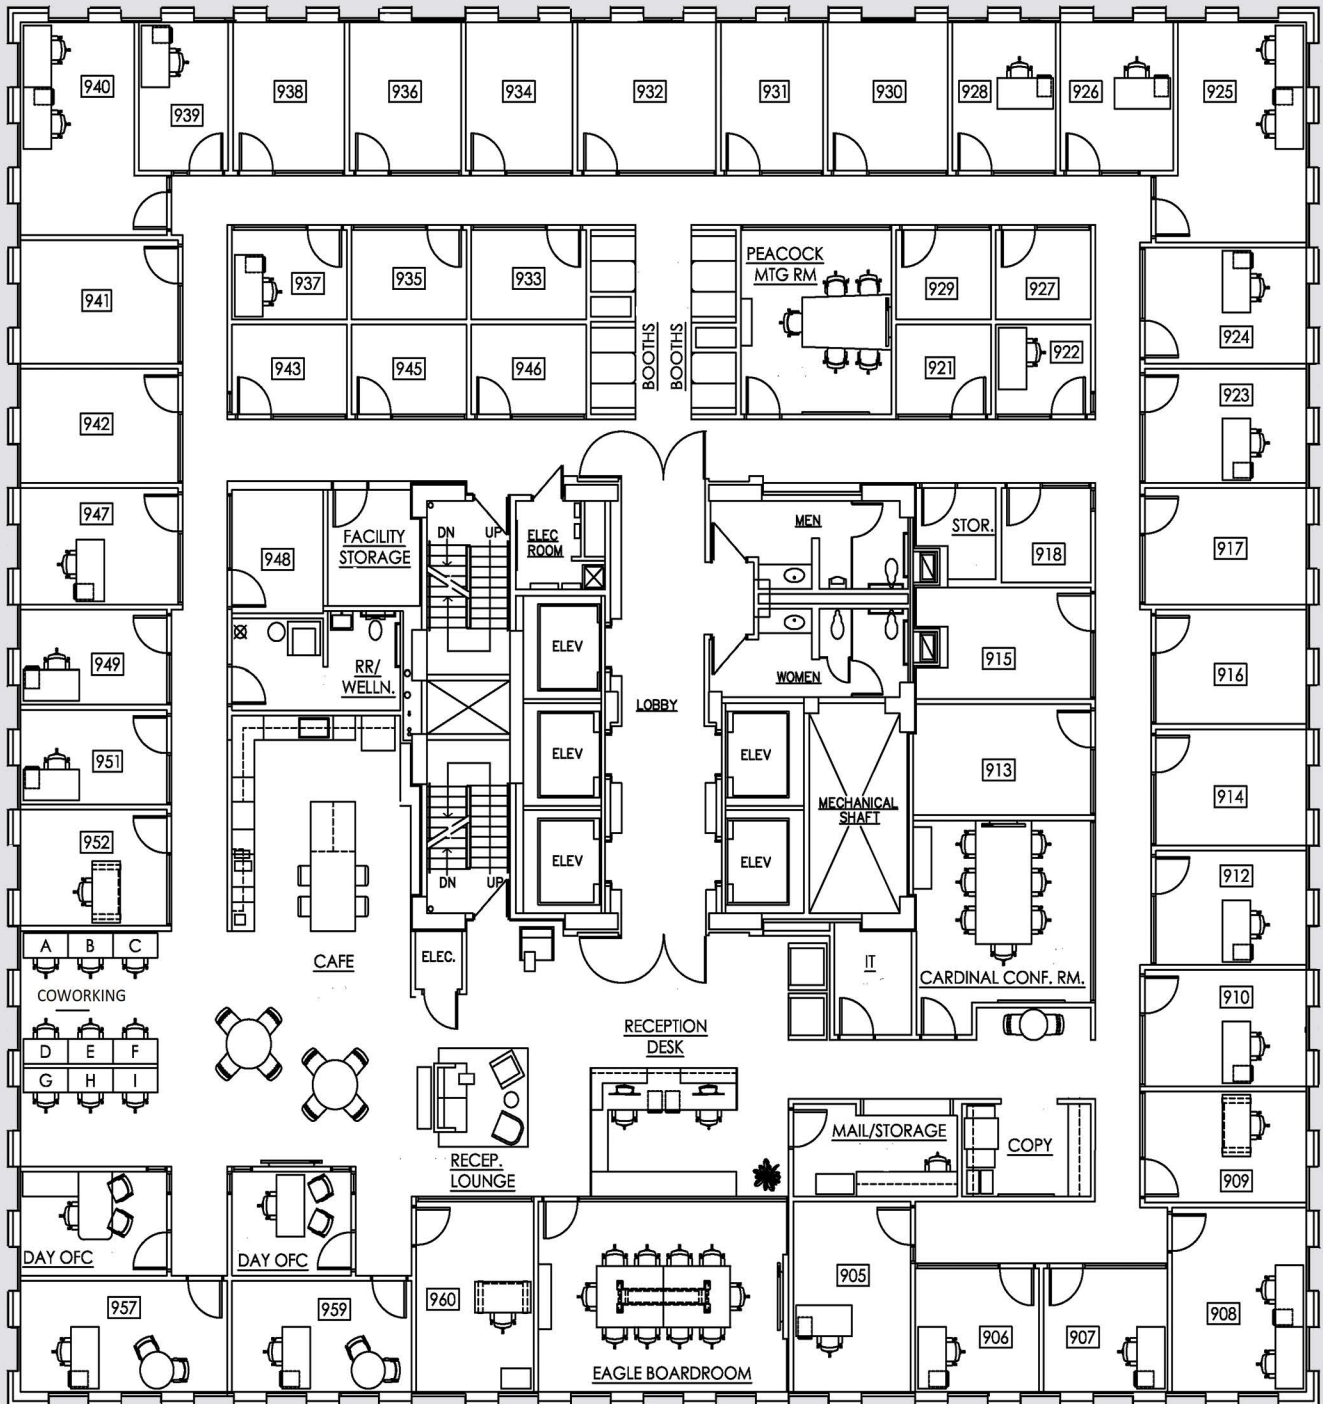 940
939
938
936
934
932
931
930
928
926
925
941
937
935
933
PEACOCK
MTG RM
929
927
924
943
945
946
BOOTHS
BOOTHS
921
922
923
942
947
948
FACILITY
STORAGE
DN
UP
ELEC
ROOM
MEN
STOR.
918
917
949
RR/
WELLN.
ELEV
LOBBY
WOMEN
915
916
951
ELEV
ELEV
MECHANICAL
SHAFT
913
914
952
DN
UP
ELEV
ELEV
912
A B C
COWORKING
D E F
G H I
CAFE
ELEC.
IT
CARDINAL CONF. RM.
910
RECEPTION
DESK
RECEP.
LOUNGE
MAIL/STORAGE
COPY
909
DAY OFC
DAY OFC
957
959
960
EAGLE BOARDROOM
905
906
907
908